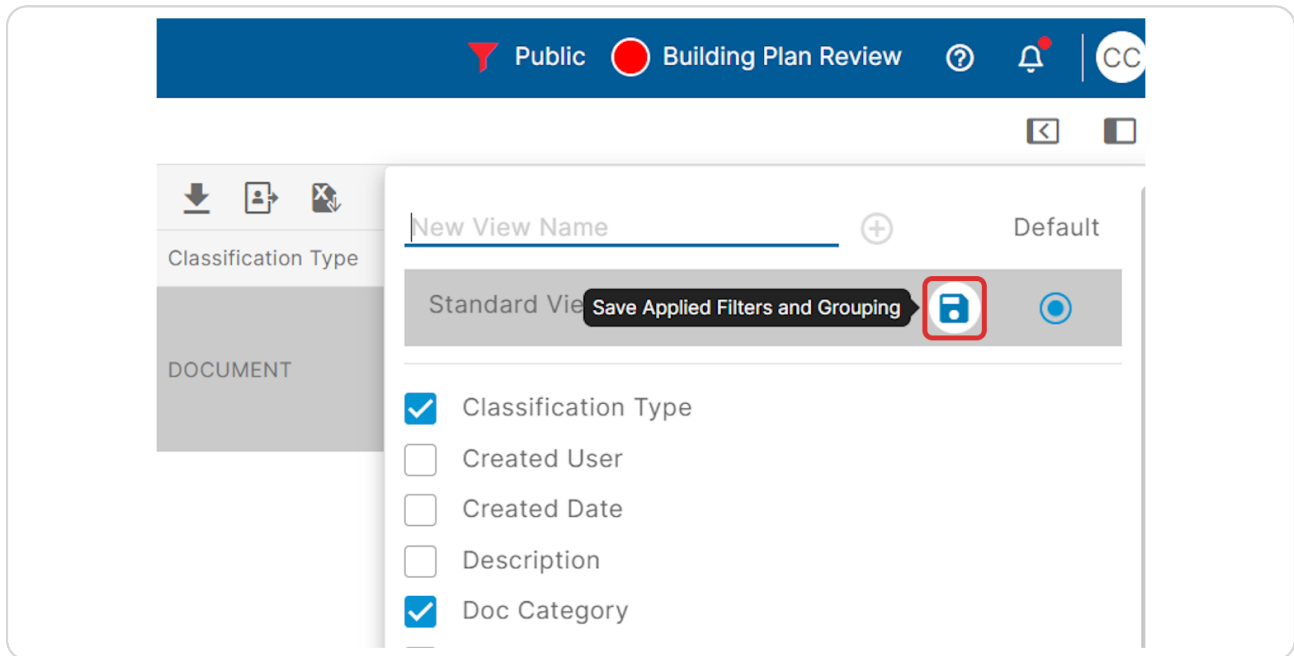 Public Building Plan Review CC
New View Name Default
Classification Type
Standard Vie Save Applied Filters and Grouping
DOCUMENT
Classification Type
Created User
Created Date
Description
Doc Category